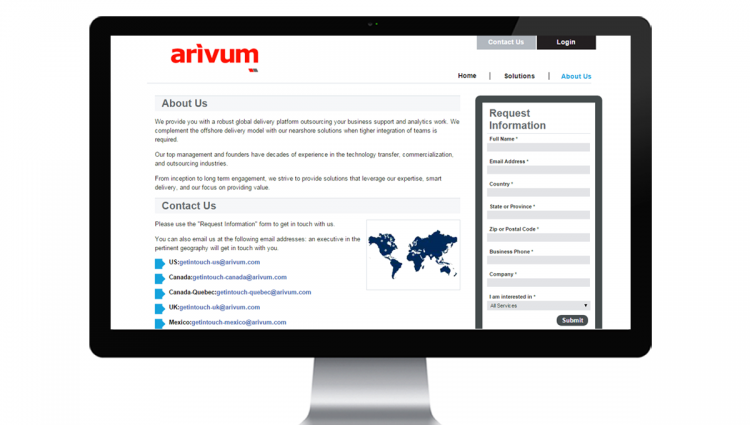 arivum
Contact Us
Login
Home | Solutions | About Us
About Us
We provide you with a robust global delivery platform outsourcing your business support and analytics work. We
complement the offshore delivery model with our nearshore solutions when tigher integration of teams is
required.
Our top management and founders have decades of experience in the technology transfer, commercialization,
and outsourcing industries.
From inception to long term engagement, we strive to provide solutions that leverage our expertise, smart
delivery, and our focus on providing value.
Contact Us
Please use the "Request Information" form to get in touch with us.
You can also email us at the following email addresses: an executive in the
pertinent geography will get in touch with you.
US:getintouch-us@arivum.com
Canada:getintouch-canada@arivum.com
Canada-Quebec:getintouch-quebec@arivum.com
UK:getintouch-uk@arivum.com
Mexico:getintouch-mexico@arivum.com
Request
Information
Full Name *
Email Address *
Country *
State or Province *
Zip or Postal Code *
Business Phone *
Company *
I am interested in *
All Services
Submit